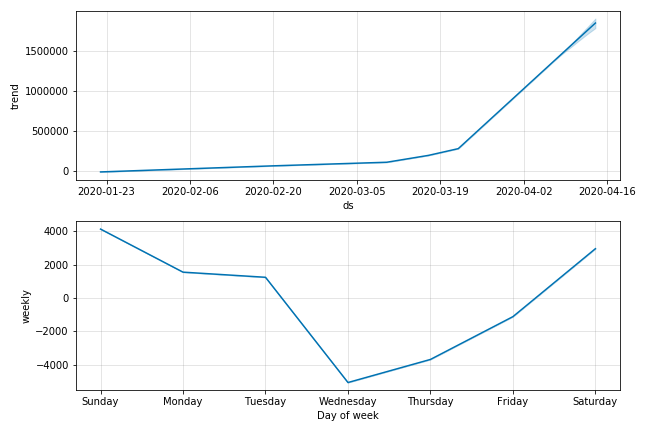 trend
1500000
1000000
500000
0
2020-01-23 2020-02-06 2020-02-20 2020-03-05 2020-03-19 2020-04-02 2020-04-16
ds
weekly
4000
2000
0
−2000
−4000
Sunday Monday Tuesday Wednesday Thursday Friday Saturday
Day of week